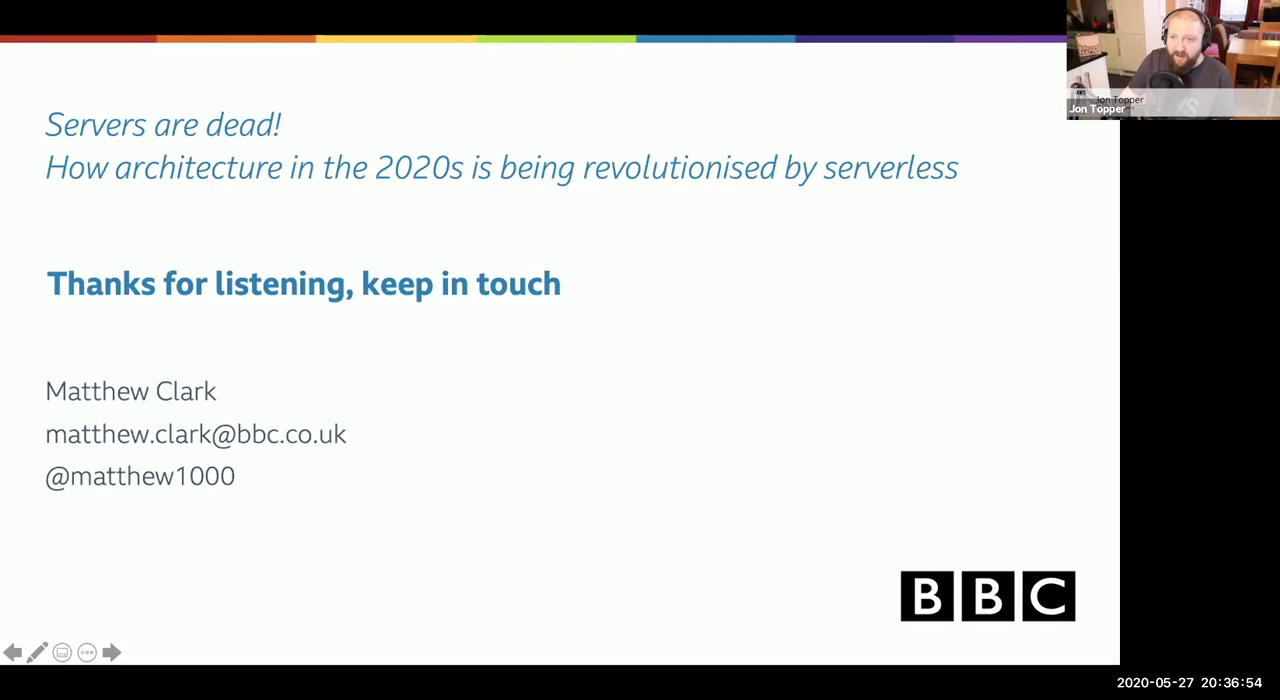 Servers are dead!
How architecture in the 2020s is being revolutionised by serverless
Thanks for listening, keep in touch
Matthew Clark
matthew.clark@bbc.co.uk
@matthew1000
BBC
Jon Topper
Jon Topper
2020-05-27 20:36:54